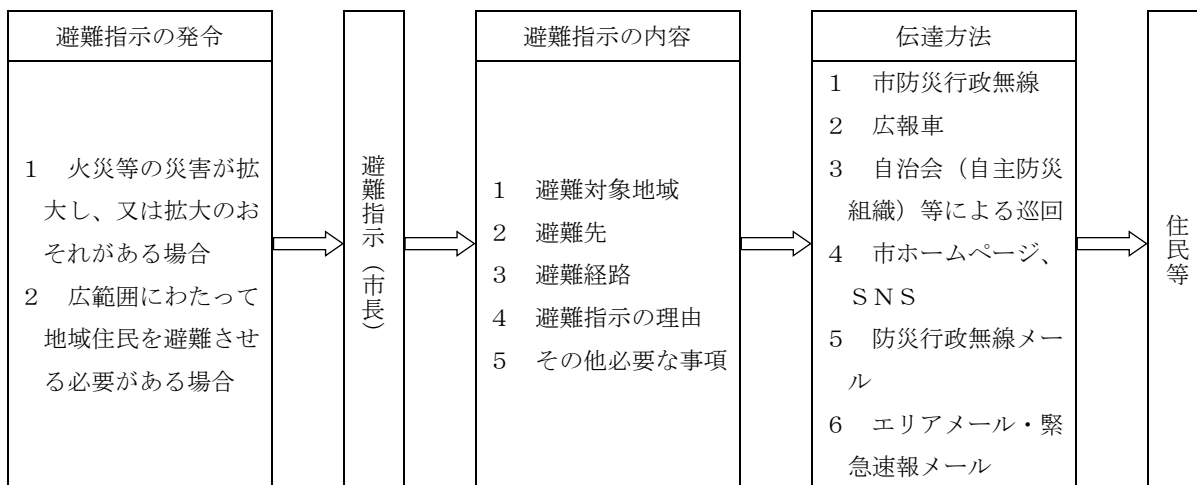 避難指示の発令
1　火災等の災害が拡
大し、又は拡大のお
それがある場合
2　広範囲にわたって
地域住民を避難させ
る必要がある場合
避難指示（市長）
避難指示の内容
1　避難対象地域
2　避難先
3　避難経路
4　避難指示の理由
5　その他必要な事項
伝達方法
1　市防災行政無線
2　広報車
3　自治会（自主防災
組織）等による巡回
4　市ホームページ、
ＳＮＳ
5　防災行政無線メー
ル
6　エリアメール・緊
急速報メール
住民等